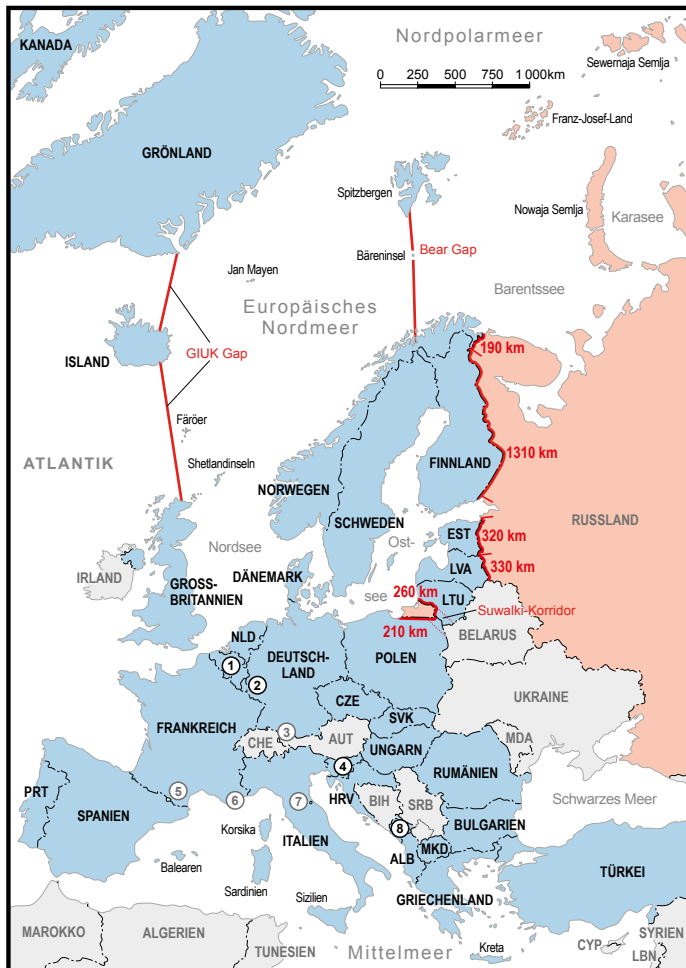 KANADA
Nordpolarmeer
Sewernaja Semlja
0 250 500 750 1 000km
Franz-Josef-Land
GRÖNLAND
Spitzbergen
Nowaja Semlja
Karasee
Bäreninsel
Bear Gap
Jan Mayen
Barentssee
Europäisches
Nordmeer
190 km
ISLAND
GIUK Gap
Färöer
1310 km
ATLANTIK
Shetlandinseln
FINNLAND
NORWEGEN
SCHWEDEN
RUSSLAND
EST
320 km
Nordsee
Ost-
see
IRLAND
GROSS-
BRITANNIEN
DÄNEMARK
LVA
330 km
260 km
LTU
Suwalki-Korridor
210 km
BELARUS
NLD
1
2
DEUTSCH-
LAND
POLEN
CZE
UKRAINE
SVK
FRANKREICH
CHE
3
AUT
MDA
UNGARN
4
RUMÄNIEN
PRT
SPANIEN
5
6
7
HRV
BIH
SRB
Schwarzes Meer
Korsika
ITALIEN
8
BULGARIEN
MKD
ALB
Balearen
Sardinien
Sizilien
GRIECHENLAND
TÜRKEI
MAROKKO
ALGERIEN
TUNESIEN
Mittelmeer
Kreta
CYP
SYRIEN
LBN